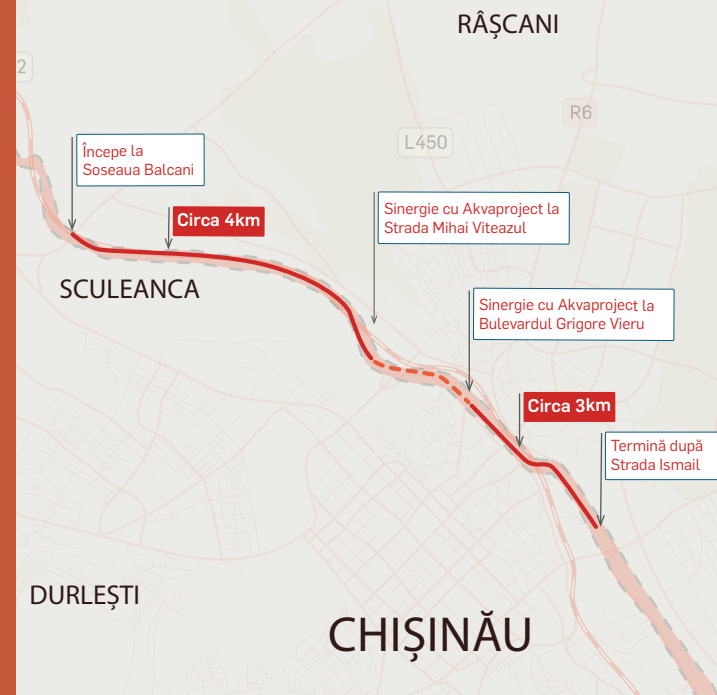 RÂȘCANI
2
R6
L450
Începe la
Soseaua Balcani
Circa 4km
Sinergie cu Akvaproject la
Strada Mihai Viteazul
SCULEANCA
Sinergie cu Akvaproject la
Bulevardul Grigore Vieru
Circa 3km
Termină după
Strada Ismail
DURLEȘTI
CHIȘINĂU